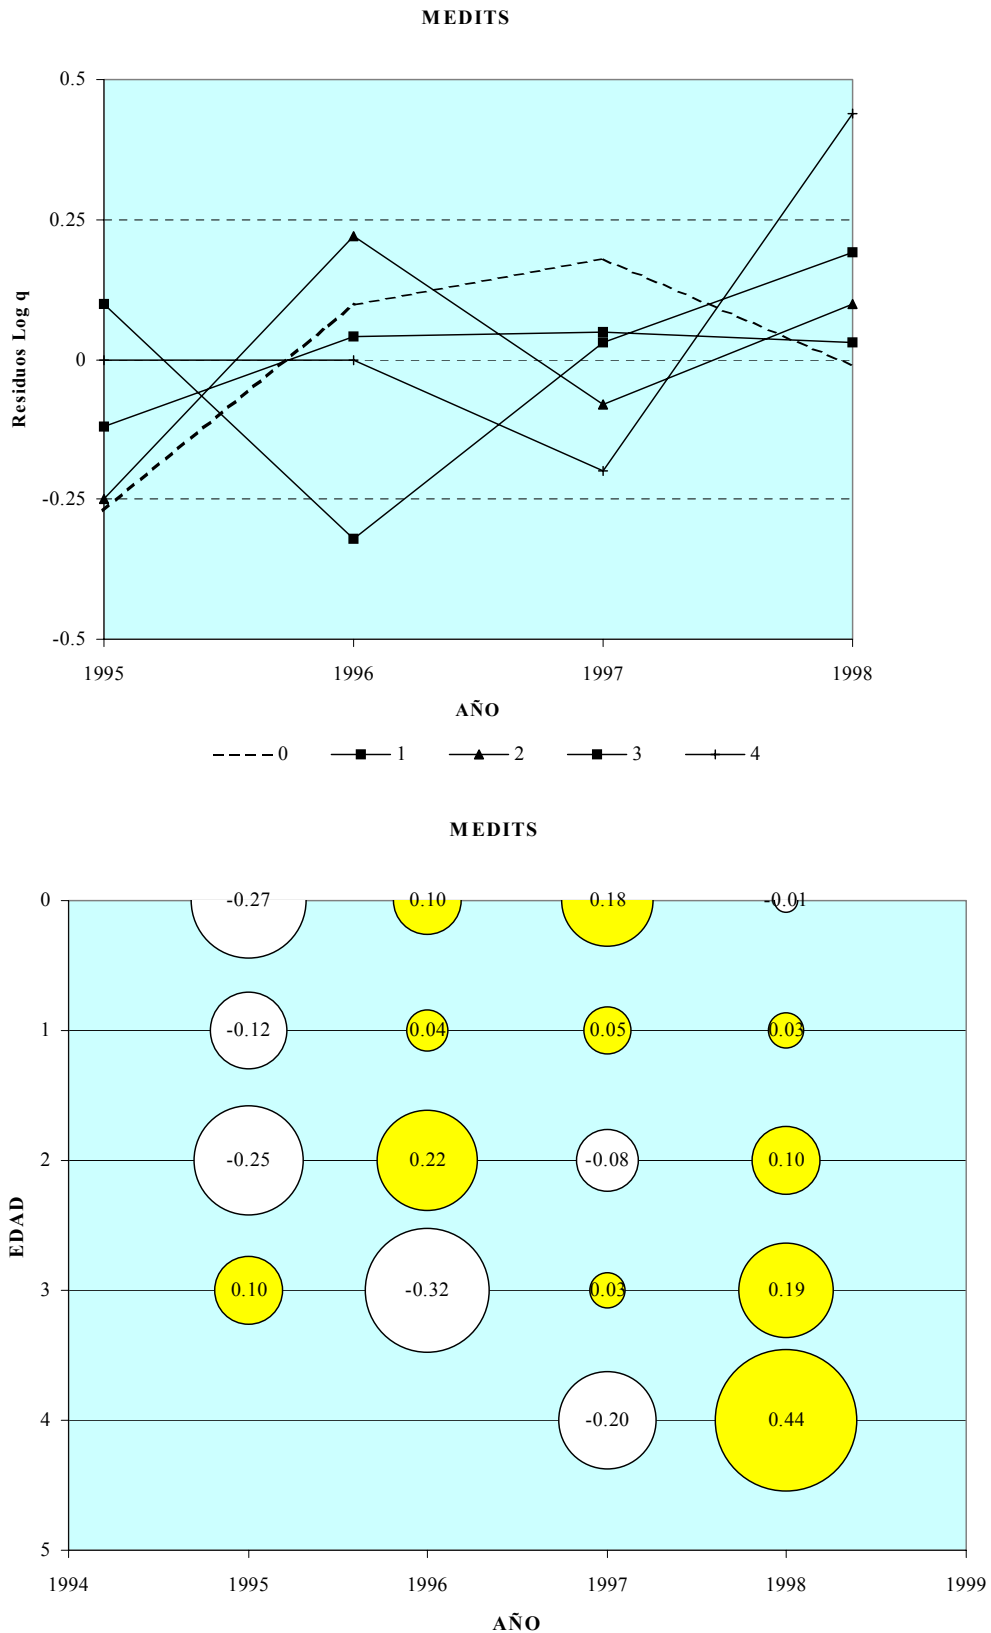 MEDITS
0.5
0.25
0
-0.25
-0.5
Residuos Log q
1995 1996 1997 1998
AÑO
0 1 2 3 4
MEDITS
0 -0.27 0.10 0.18 -0.01
1 -0.12 0.04 0.05 0.03
2 -0.25 0.22 -0.08 0.10
EDAD
3 0.10 -0.32 0.03 0.19
4 -0.20 0.44
5
1994 1995 1996 1997 1998 1999
AÑO